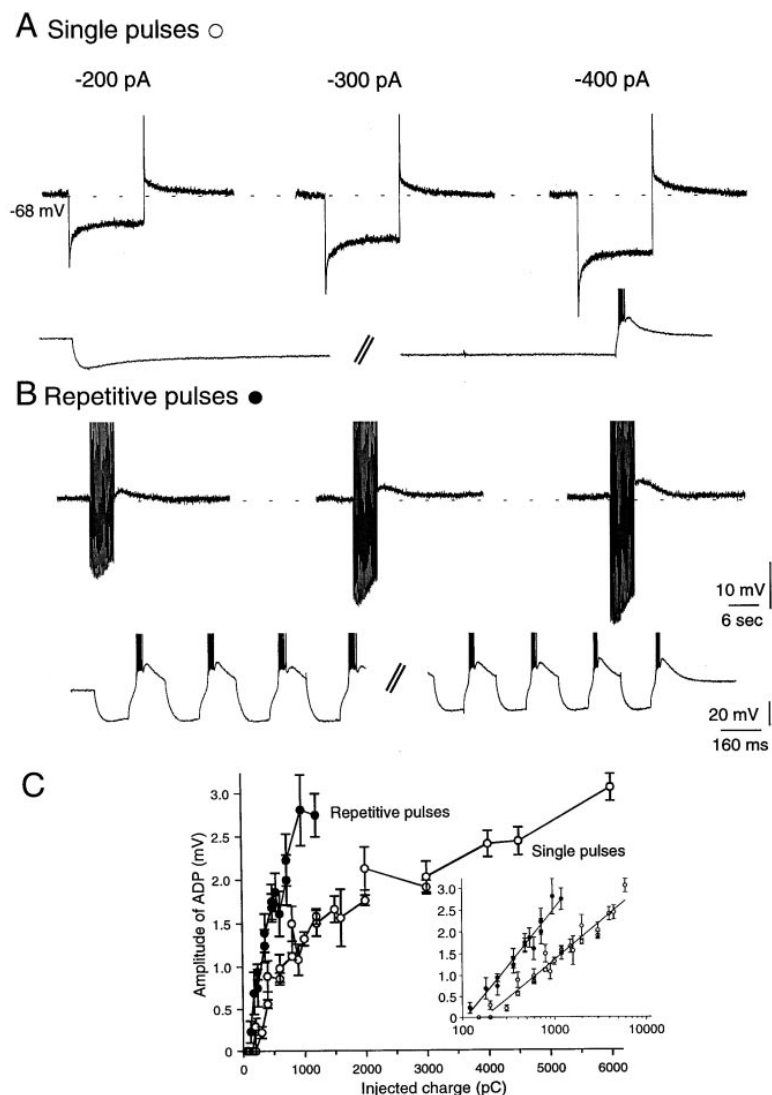 A Single pulses ○
-200 pA -300 pA -400 pA
-68 mV
B Repetitive pulses ●
10 mV
6 sec
20 mV
160 ms
C
Amplitude of ADP (mV)
3.0
2.5
2.0
1.5
1.0
0.5
0
Repetitive pulses
Single pulses
3.0
2.5
2.0
1.5
1.0
0.5
0
100 1000 10000
0 1000 2000 3000 4000 5000 6000
Injected charge (pC)